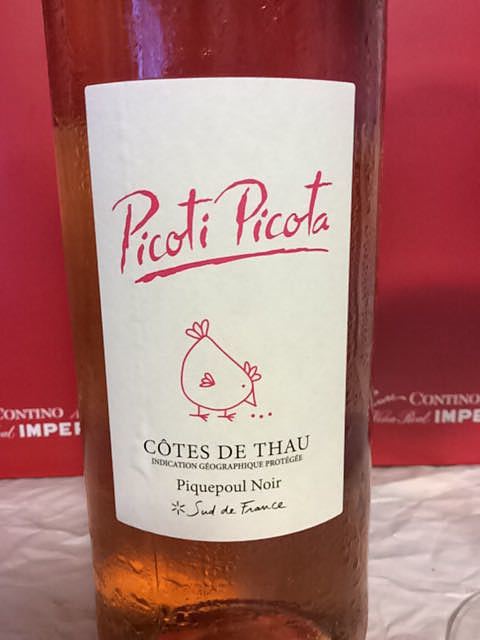 Picoti Picota
CÔTES DE THAU
INDICATION GÉOGRAPHIQUE PROTÉGÉE
Piquepoul Noir
Sud de France
CONTINO
IMPER
CONTINO
IMPER